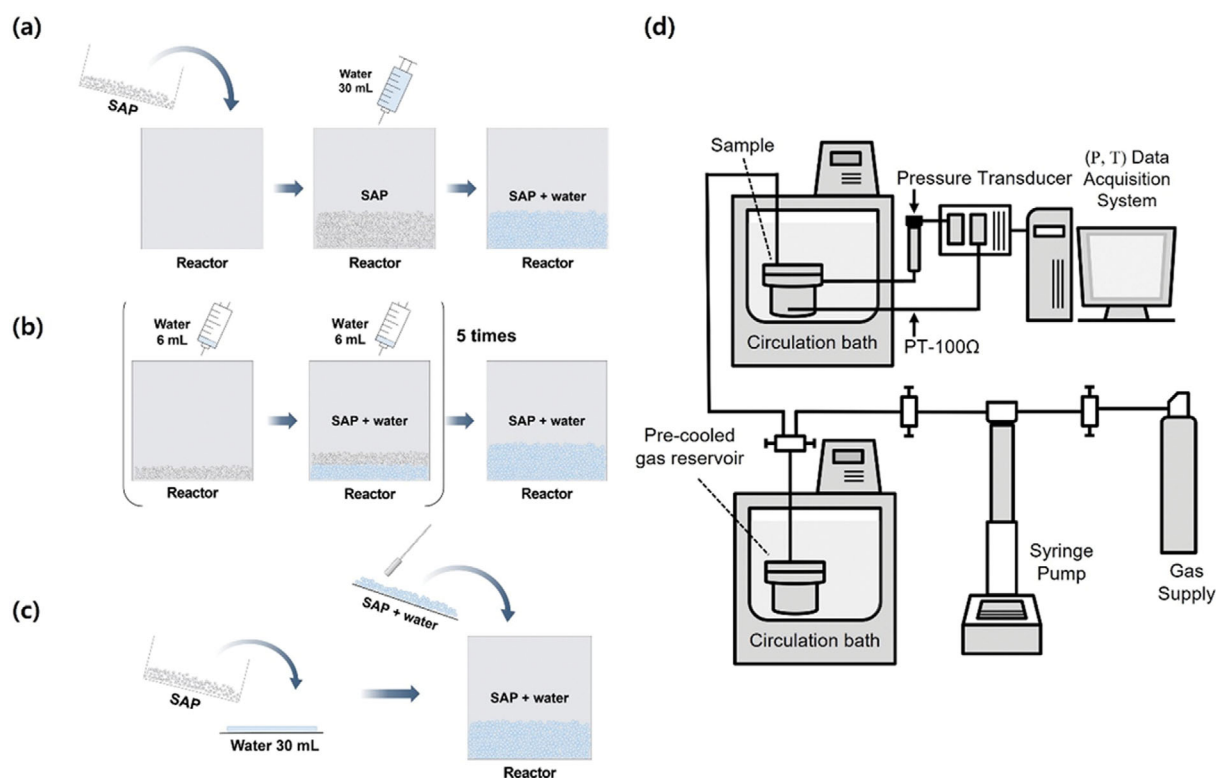 (a)
SAP
Water
30 mL
SAP
SAP + water
Reactor
Reactor
Reactor
(b)
Water
6 mL
Water
6 mL
5 times
SAP + water
SAP + water
Reactor
Reactor
Reactor
(c)
SAP + water
SAP
Water 30 mL
SAP + water
Reactor
(d)
Sample
Pressure Transducer
(P, T) Data
Acquisition
System
Circulation bath
PT-100Ω
Pre-cooled
gas reservoir
Circulation bath
Syringe
Pump
Gas
Supply